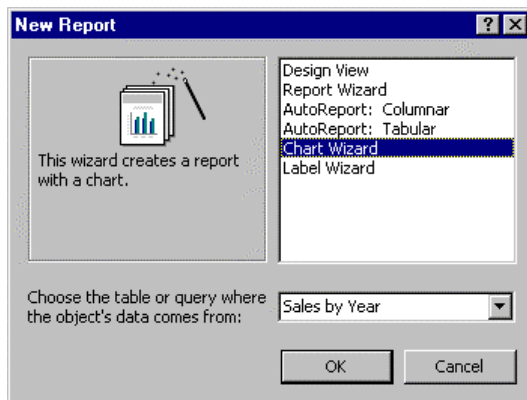 New Report
This wizard creates a report
with a chart.
Design View
Report Wizard
AutoReport: Columnar
AutoReport: Tabular
Chart Wizard
Label Wizard
Choose the table or query where
the object's data comes from:
Sales by Year
OK
Cancel